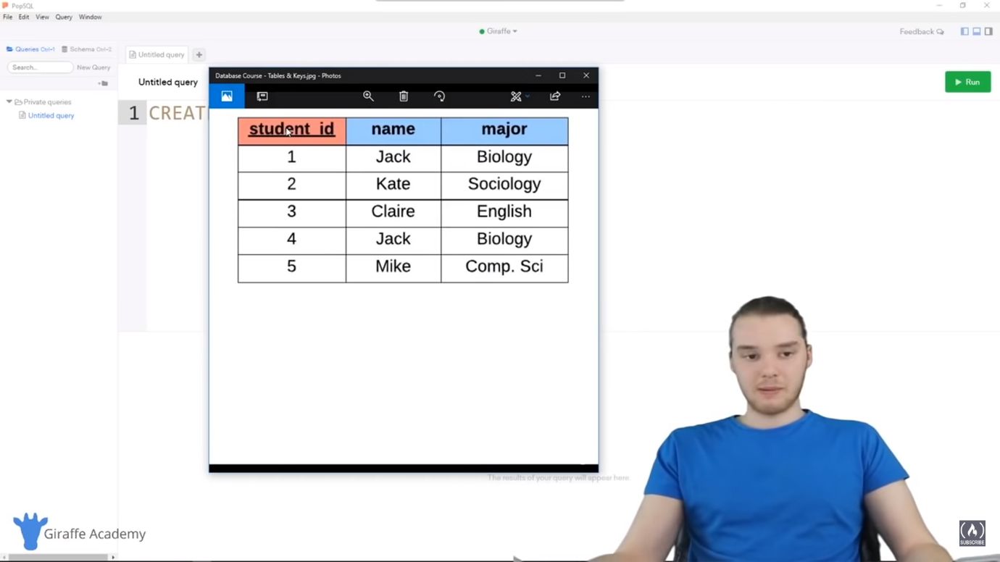 PopSQL
File Edit View Query Window
Giraffe
Feedback
Queries Ctrl+1 Schema Ctrl+2
Untitled query +
Search.. New Query
Untitled query
Run
Private queries
Untitled query
1 CREAT
Database Course - Tables & Keys.jpg - Photos
student_id name major
1 Jack Biology
2 Kate Sociology
3 Claire English
4 Jack Biology
5 Mike Comp. Sci
The results of your query will appear here.
Giraffe Academy
SUBSCRIBE